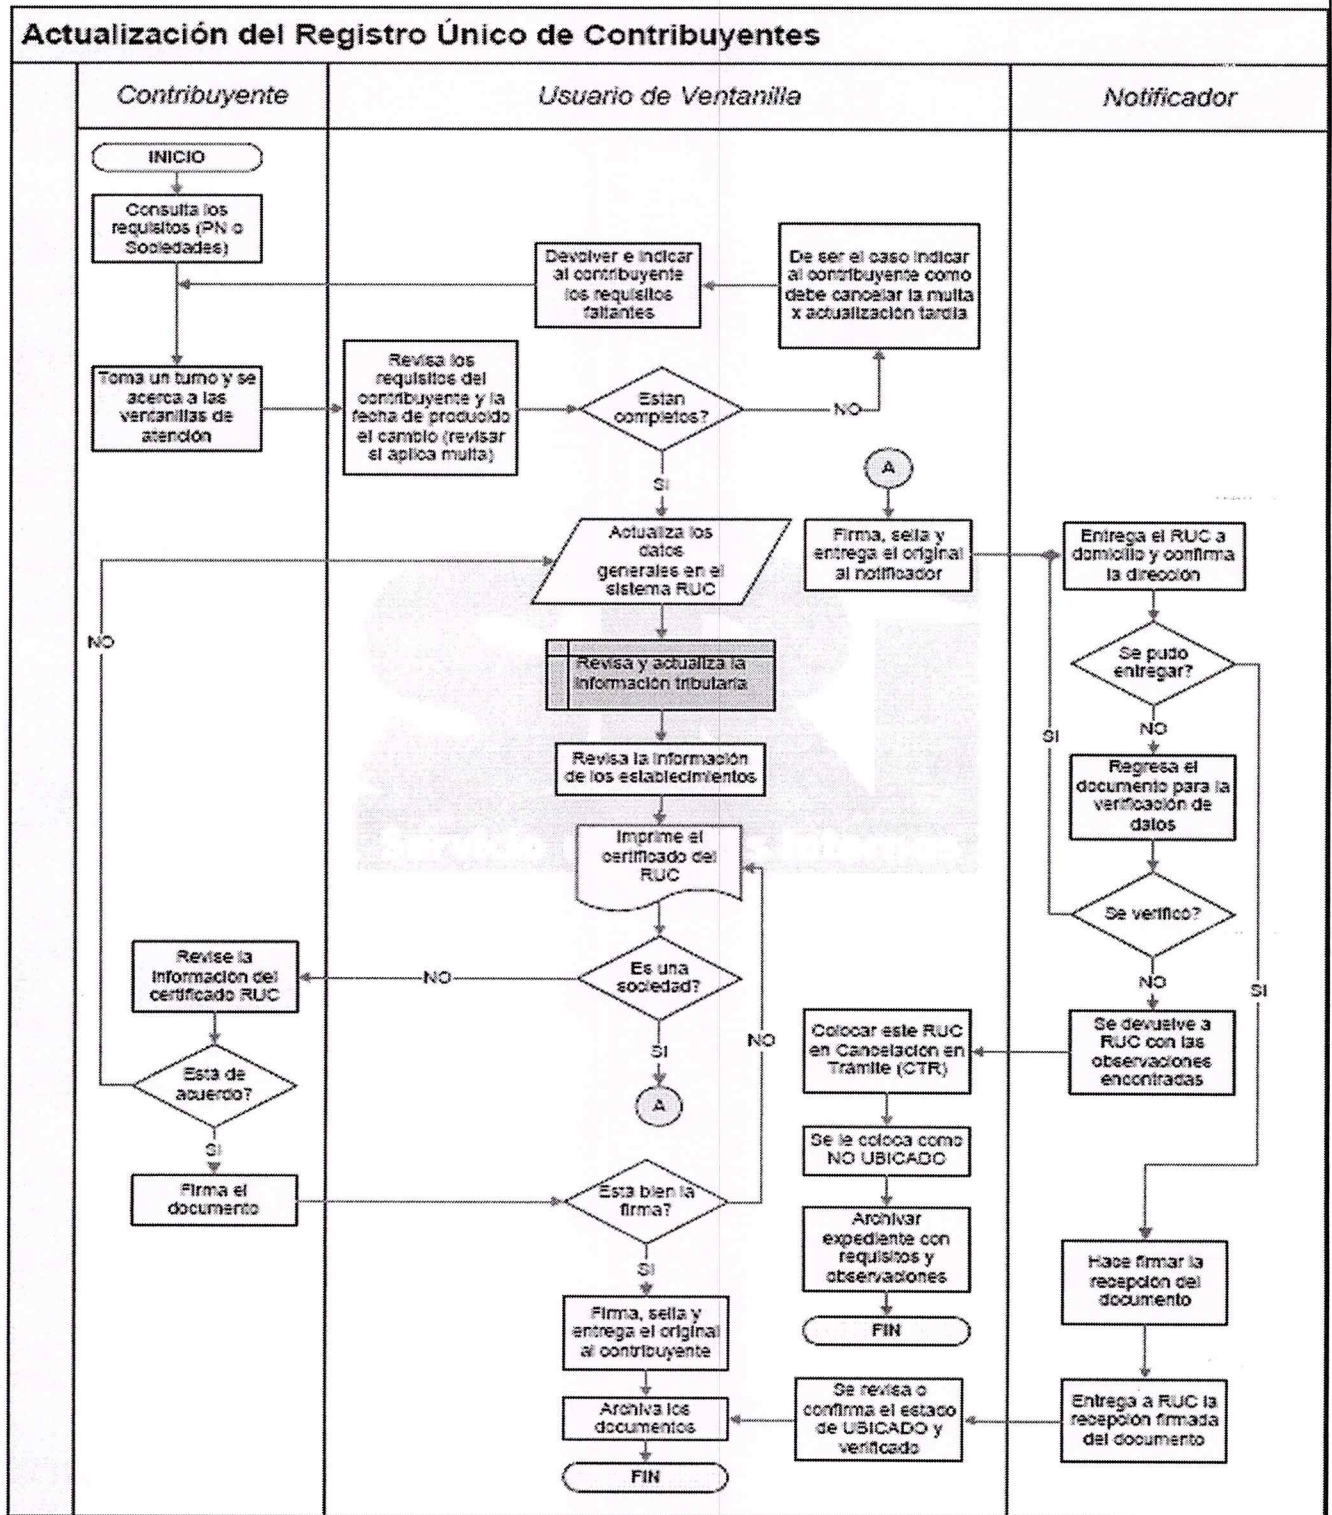 Actualización del Registro Único de Contribuyentes
Contribuyente
Usuario de Ventanilla
Notificador
INICIO
Consulta los
requisitos (PN o
Sociedades)
Devolver e indicar
al contribuyente
los requisitos
faltantes
De ser el caso indicar
al contribuyente como
debe cancelar la multa
x actualización tardía
Toma un turno y se
acerca a las
ventanillas de
atención
Revisa los
requisitos del
contribuyente y la
fecha de producido
el cambio (revisar
si aplica multa)
Estan
completos?
NO
SI
A
Actualiza los
datos
generales en el
sistema RUC
Firma, sella y
entrega el original
al notificador
Entrega el RUC a
domicilio y confirma
la dirección
NO
Revisa y actualiza la
información tributaria
Se pudo
entregar?
SI
NO
Revisa la información
de los establecimientos
Regresa el
documento para la
verificación de
datos
Imprime el
certificado del
RUC
Se verificó?
Revise la
información del
certificado RUC
NO
Es una
sociedad?
NO
SI
SI
NO
Colocar este RUC
en Cancelación en
Trámite (CTR)
Se devuelve a
RUC con las
observaciones
encontradas
Está de
acuerdo?
A
SI
Se le coloca como
NO UBICADO
Firma el
documento
Está bien la
firma?
Archivar
expediente con
requisitos y
observaciones
SI
Hace firmar la
recepción del
documento
Firma, sella y
entrega el original
al contribuyente
FIN
Archiva los
documentos
Se revisa o
confirma el estado
de UBICADO y
verificado
Entrega a RUC la
recepción firmada
del documento
FIN